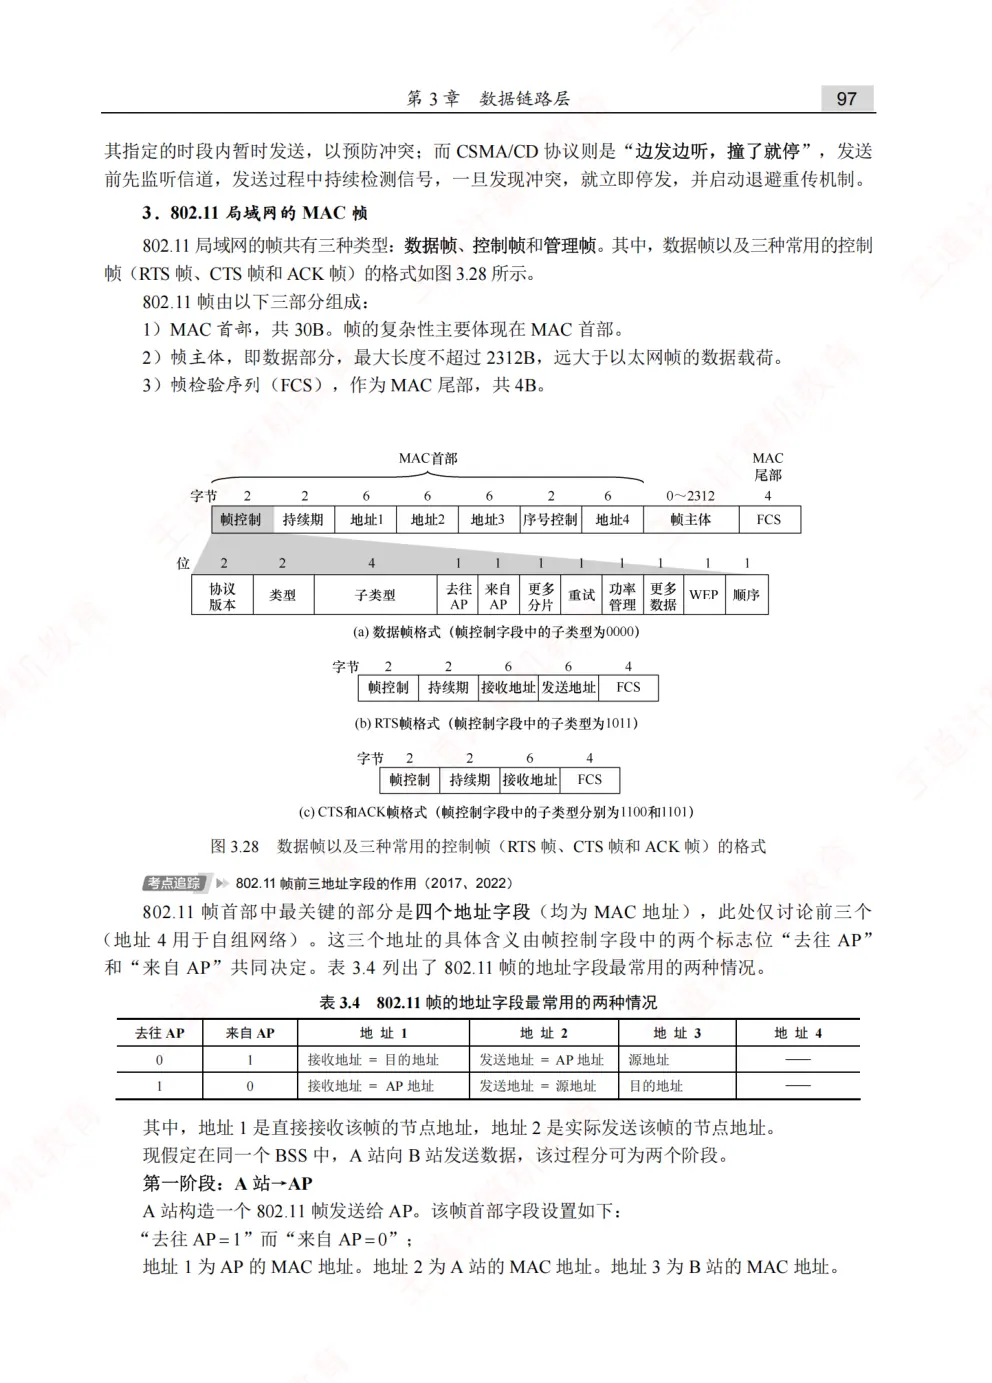 第 3 章 数据链路层 97
其指定的时段内暂时发送，以预防冲突；而 CSMA/CD 协议则是“边发边听，撞了就停”，发送
前先监听信道，发送过程中持续检测信号，一旦发现冲突，就立即停发，并启动退避重传机制。
3．802.11 局域网的 MAC 帧
802.11 局域网的帧共有三种类型：数据帧、控制帧和管理帧。其中，数据帧以及三种常用的控制
帧（RTS 帧、CTS 帧和 ACK 帧）的格式如图 3.28 所示。
802.11 帧由以下三部分组成：
1）MAC 首部，共 30B。帧的复杂性主要体现在 MAC 首部。
2）帧主体，即数据部分，最大长度不超过 2312B，远大于以太网帧的数据载荷。
3）帧检验序列（FCS），作为 MAC 尾部，共 4B。
MAC首部 MAC
尾部
字节 2 2 6 6 6 2 6 0～2312 4
帧控制 持续期 地址1 地址2 地址3 序号控制 地址4 帧主体 FCS
位 2 2 4 1 1 1 1 1 1 1 1
协议 类型 子类型 去往 来自 更多 重试 功率 更多 WEP 顺序
版本 AP AP 分片 管理 数据
(a) 数据帧格式（帧控制字段中的子类型为0000）
字节 2 2 6 6 4
帧控制 持续期 接收地址 发送地址 FCS
(b) RTS帧格式（帧控制字段中的子类型为1011）
字节 2 2 6 4
帧控制 持续期 接收地址 FCS
(c) CTS和ACK帧格式（帧控制字段中的子类型分别为1100和1101）
图 3.28 数据帧以及三种常用的控制帧（RTS 帧、CTS 帧和 ACK 帧）的格式
考点追踪 802.11 帧前三地址字段的作用（2017、2022）
802.11 帧首部中最关键的部分是四个地址字段（均为 MAC 地址），此处仅讨论前三个
（地址 4 用于自组网络）。这三个地址的具体含义由帧控制字段中的两个标志位“去往 AP”
和“来自 AP”共同决定。表 3.4 列出了 802.11 帧的地址字段最常用的两种情况。
表 3.4 802.11 帧的地址字段最常用的两种情况
去往 AP 来自 AP 地 址 1 地 址 2 地 址 3 地 址 4
0 1 接收地址 = 目的地址 发送地址 = AP 地址 源地址 ——
1 0 接收地址 = AP 地址 发送地址 = 源地址 目的地址 ——
其中，地址 1 是直接接收该帧的节点地址，地址 2 是实际发送该帧的节点地址。
现假定在同一个 BSS 中，A 站向 B 站发送数据，该过程分可为两个阶段。
第一阶段：A 站→AP
A 站构造一个 802.11 帧发送给 AP。该帧首部字段设置如下：
“去往 AP = 1”而“来自 AP = 0”；
地址 1 为 AP 的 MAC 地址。地址 2 为 A 站的 MAC 地址。地址 3 为 B 站的 MAC 地址。